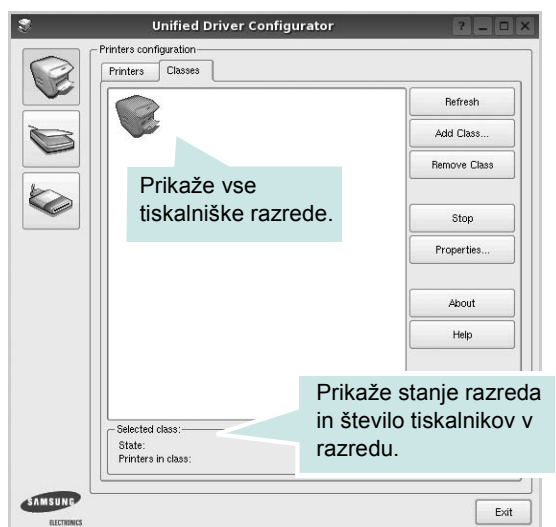 Unified Driver Configurator
Printers configuration
Printers Classes
Refresh
Add Class...
Remove Class
Prikaže vse
tiskalniške razrede.
Stop
Properties...
About
Help
Prikaže stanje razreda
in število tiskalnikov v
razredu.
Selected class:
State:
Printers in class:
SAMSUNG
ELECTRONICS
Exit